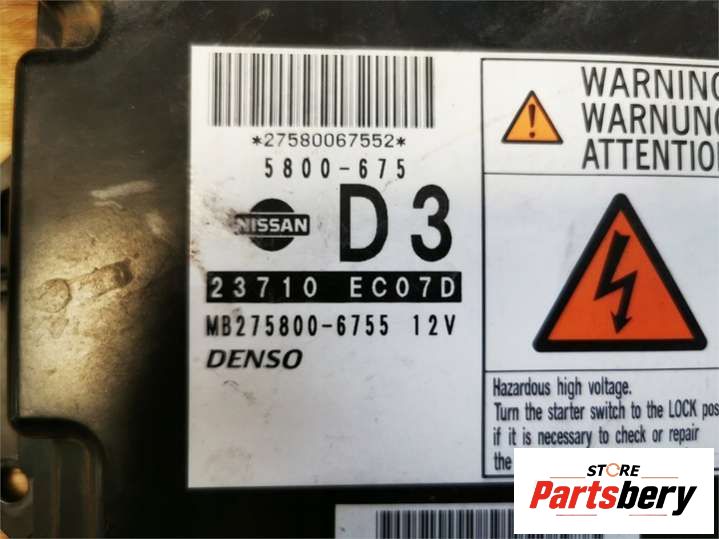 *27580067552*
5800-675
NISSAN
D3
23710 EC07D
MB275800-6755 12V
DENSO
WARNING
WARNUNG
ATTENTION
Hazardous high voltage.
Turn the starter switch to the LOCK pos
if it is necessary to check or repair
the
STORE
Partsbery